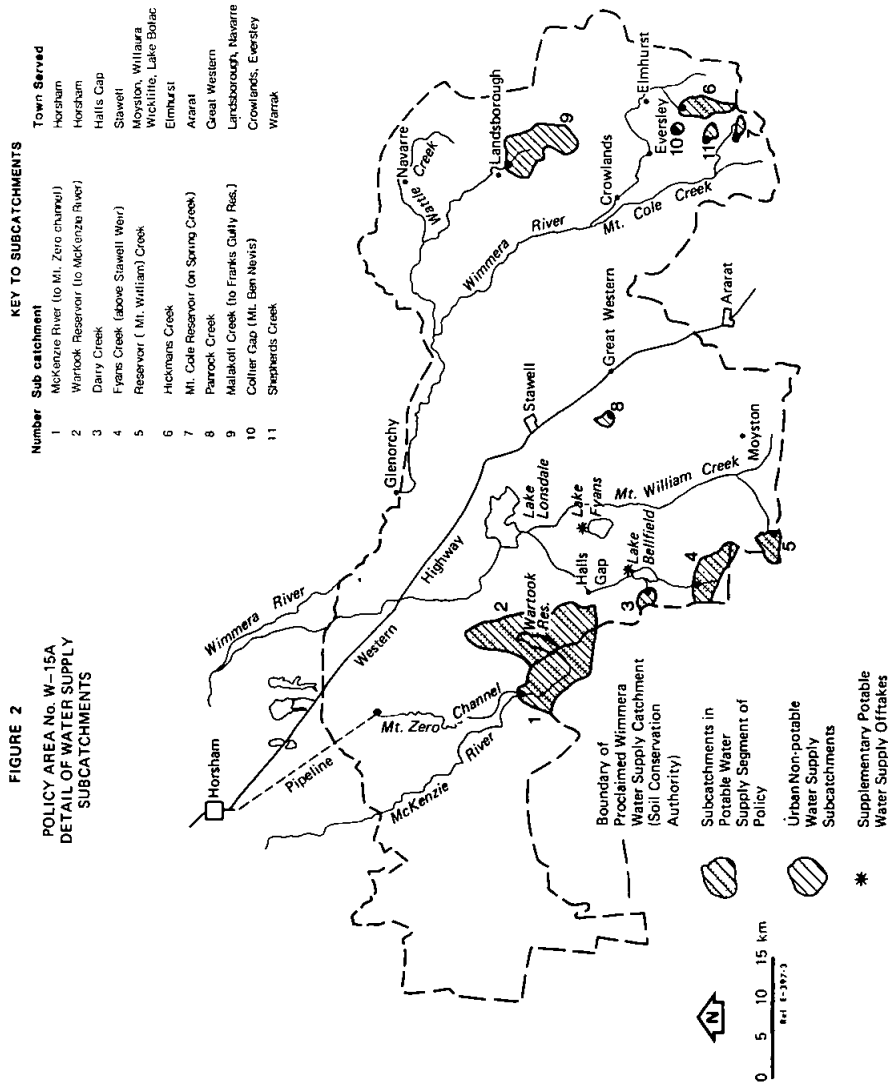 FIGURE 2
POLICY AREA No. W-15A
DETAIL OF WATER SUPPLY
SUBCATCHMENTS
KEY TO SUBCATCHMENTS
Number Sub catchment Town Served
1 McKenzie River (to Mt. Zero channel) Horsham
2 Wartook Reservoir (to McKenzie River) Horsham
3 Dairy Creek Halls Gap
4 Fyans Creek (above Stawell Weir) Stawell
5 Reservoir ( Mt. William) Creek Moyston, Willaura
Wickliffe, Lake Bolac
6 Hickmans Creek Elmhurst
7 Mt. Cole Reservoir (on Spring Creek) Ararat
8 Panrock Creek Great Western
9 Malakoff Creek (to Franks Gully Res.) Landsborough, Navarre
10 Collier Gap (Mt. Ben Nevis) Crowlands, Eversley
11 Shepherds Creek Warrak
Horsham
Pipeline
Western
Highway
Wimmera River
Glenorchy
Mt. Zero Channel
McKenzie
River
1
2
Wartook
Res.
3
Halls
Gap
Lake
Lonsdale
Lake
Fyans
Lake
Bellfield
4
5
Mt. William Creek
Moyston
Stawell
8
Great Western
Ararat
Wimmera
River
Wattle
Creek
Navarre
Landsborough
9
Crowlands
Mt. Cole Creek
Eversley
Elmhurst
10
11
6
7
N
0 5 10 15 km
Ref E-397-3
Boundary of
Proclaimed Wimmera
Water Supply Catchment
(Soil Conservation
Authority)
Subcatchments in
Potable Water
Supply Segment of
Policy
Urban Non-potable
Water Supply
Subcatchments
Supplementary Potable
Water Supply Offtakes